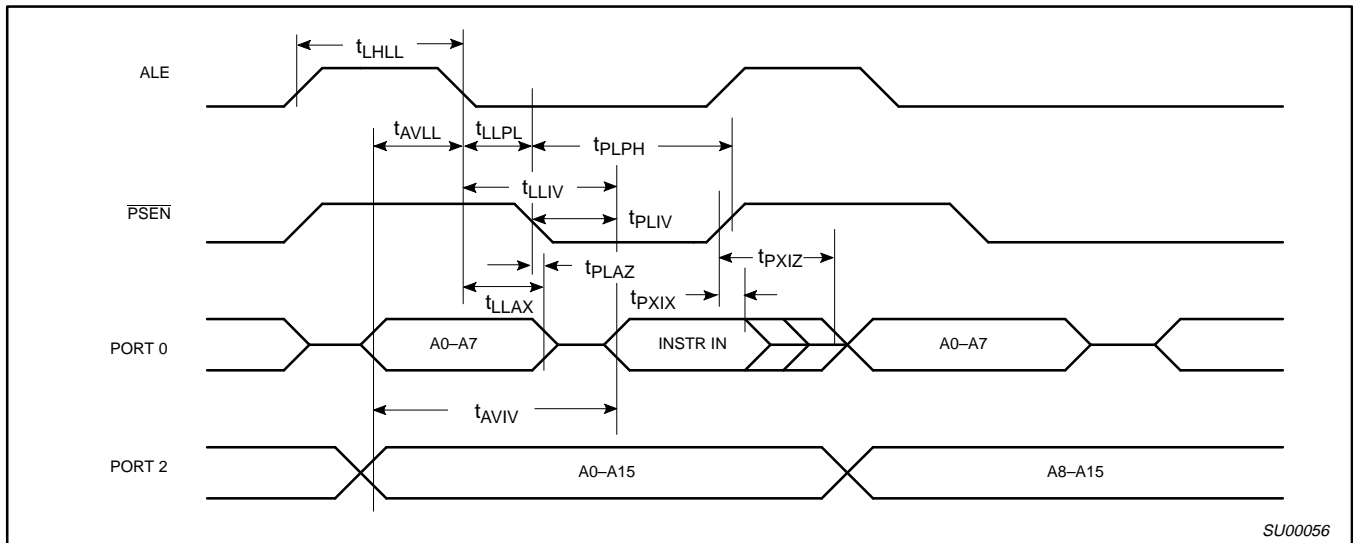 tLHLL
ALE
tAVLL tLLPL tPLPH
tLLIV
PSEN tPLIV
tPXIZ
tPLAZ
tLLAX tPXIX
PORT 0 A0–A7 INSTR IN A0–A7
tAVIV
PORT 2 A0–A15 A8–A15
SU00056